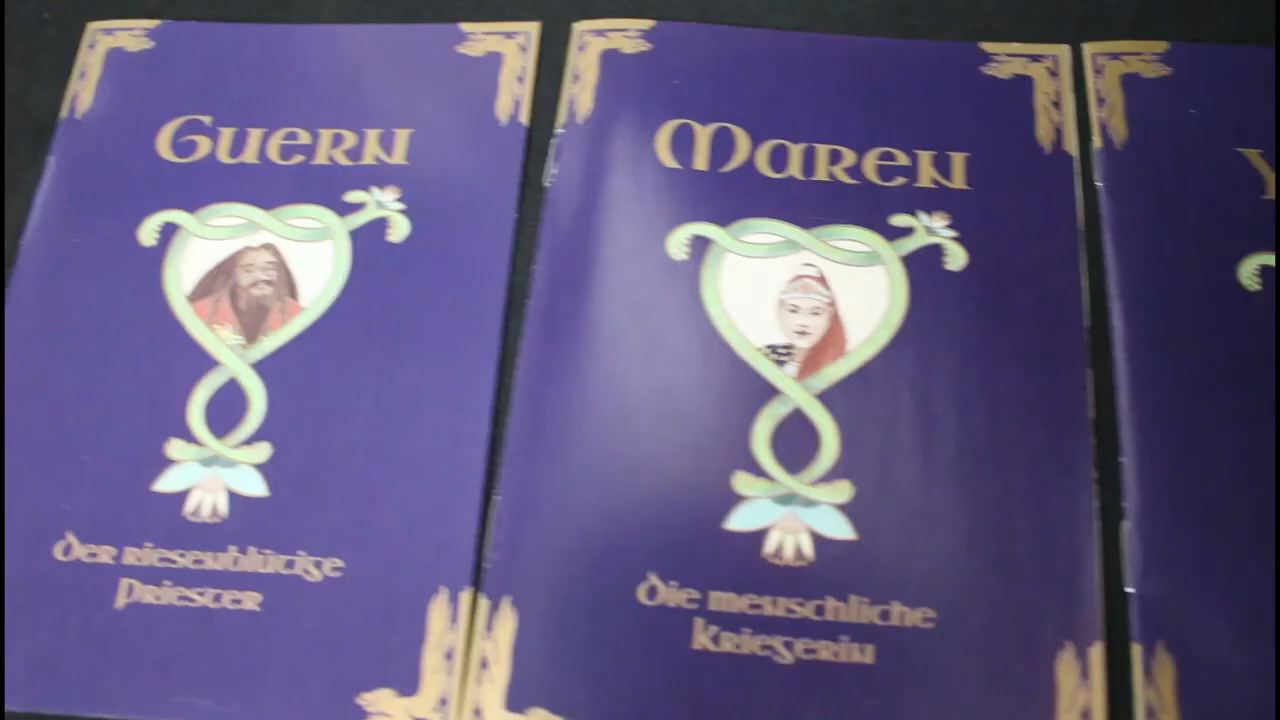 Guern
Maren
Y
der riesenblütige
Priester
die menschliche
Kriegerin